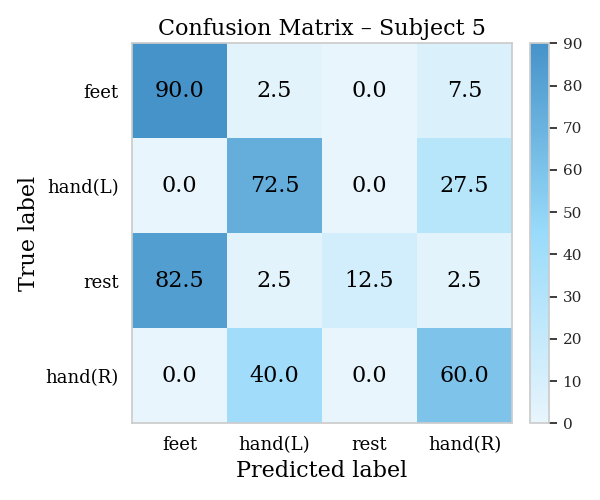 Confusion Matrix – Subject 5
True label
feet 90.0 2.5 0.0 7.5
hand(L) 0.0 72.5 0.0 27.5
rest 82.5 2.5 12.5 2.5
hand(R) 0.0 40.0 0.0 60.0
feet hand(L) rest hand(R)
Predicted label
90
80
70
60
50
40
30
20
10
0